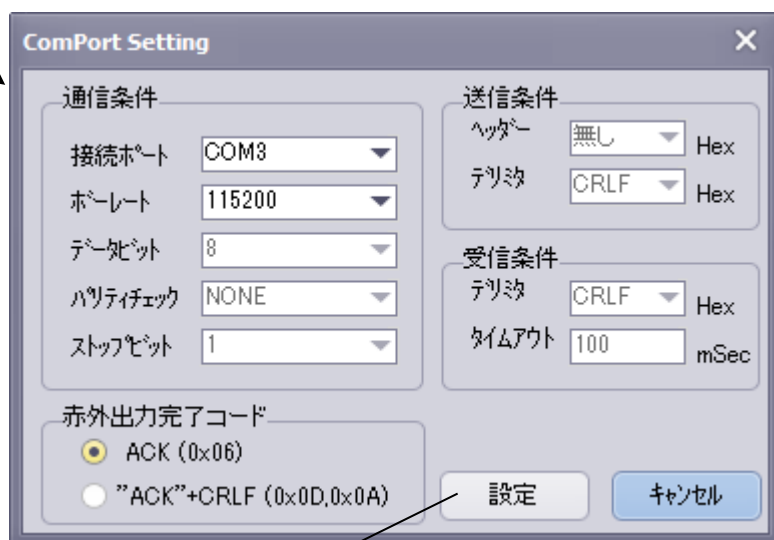 ComPort Setting
通信条件
接続ﾎﾟｰﾄ COM3
ﾎﾞｰﾚｰﾄ 115200
ﾃﾞｰﾀﾋﾞｯﾄ 8
ﾊﾟﾘﾃｨﾁｪｯｸ NONE
ｽﾄｯﾌﾟﾋﾞｯﾄ 1
送信条件
ﾍｯﾀﾞｰ 無し Hex
ﾃﾞﾘﾐﾀ CRLF Hex
受信条件
ﾃﾞﾘﾐﾀ CRLF Hex
ﾀｲﾑｱｳﾄ 100 mSec
赤外出力完了コード
ACK (0x06)
”ACK”+CRLF (0x0D,0x0A)
設定
ｷｬﾝｾﾙ